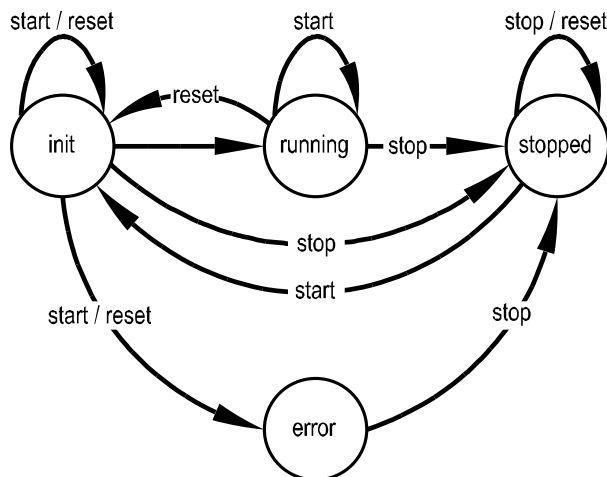 start / reset
start
stop / reset
reset
init
running
stop
stopped
stop
start
start / reset
stop
error